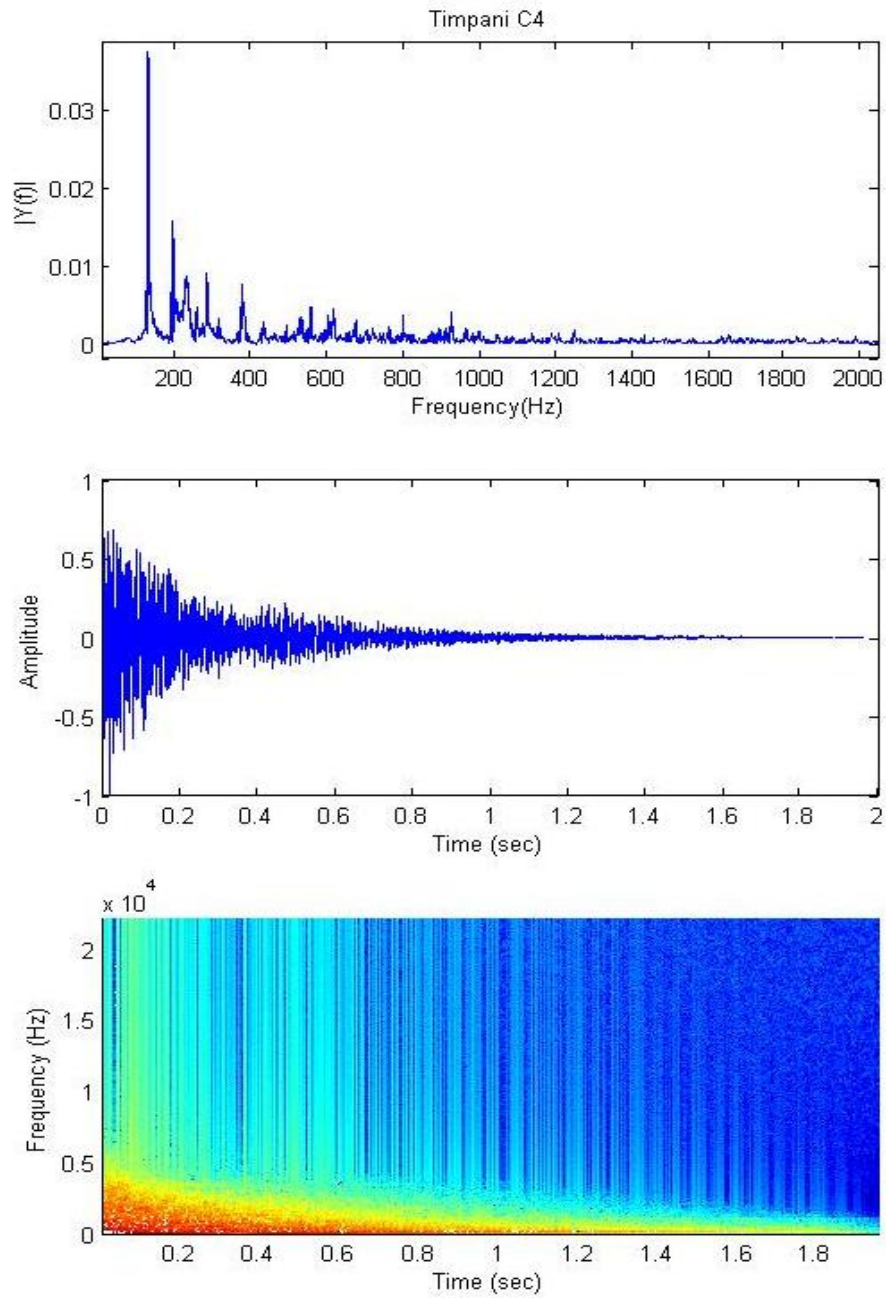 Timpani C4
|Y(f)|
0.03
0.02
0.01
0
200 400 600 800 1000 1200 1400 1600 1800 2000
Frequency(Hz)
Amplitude
1
0.5
0
-0.5
-1
0 0.2 0.4 0.6 0.8 1 1.2 1.4 1.6 1.8 2
Time (sec)
x 10^4
Frequency (Hz)
2
1.5
1
0.5
0
0.2 0.4 0.6 0.8 1 1.2 1.4 1.6 1.8
Time (sec)